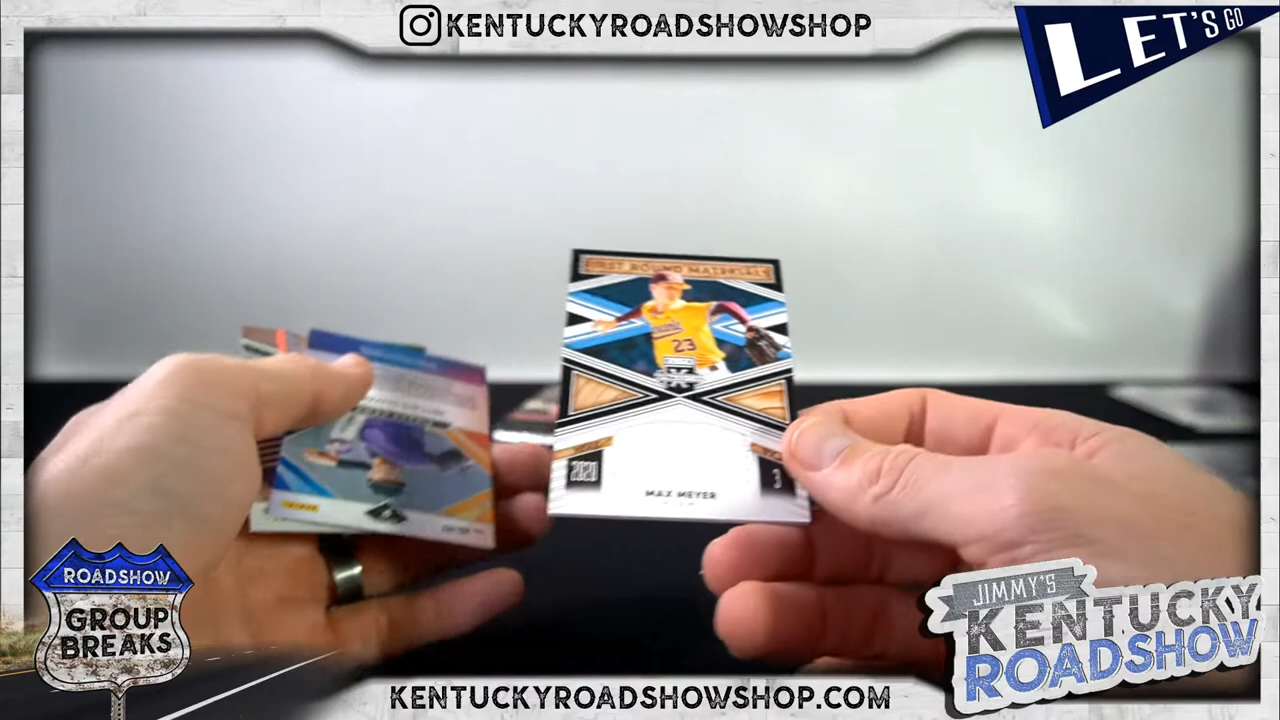 KENTUCKYROADSHOWSHOP
LET'S GO
FIRST ROUND MATERIALS
23
2020
3
MAX MEYER
ROADSHOW
GROUP
BREAKS
JIMMY'S
KENTUCKY
ROADSHOW
KENTUCKYROADSHOWSHOP.COM